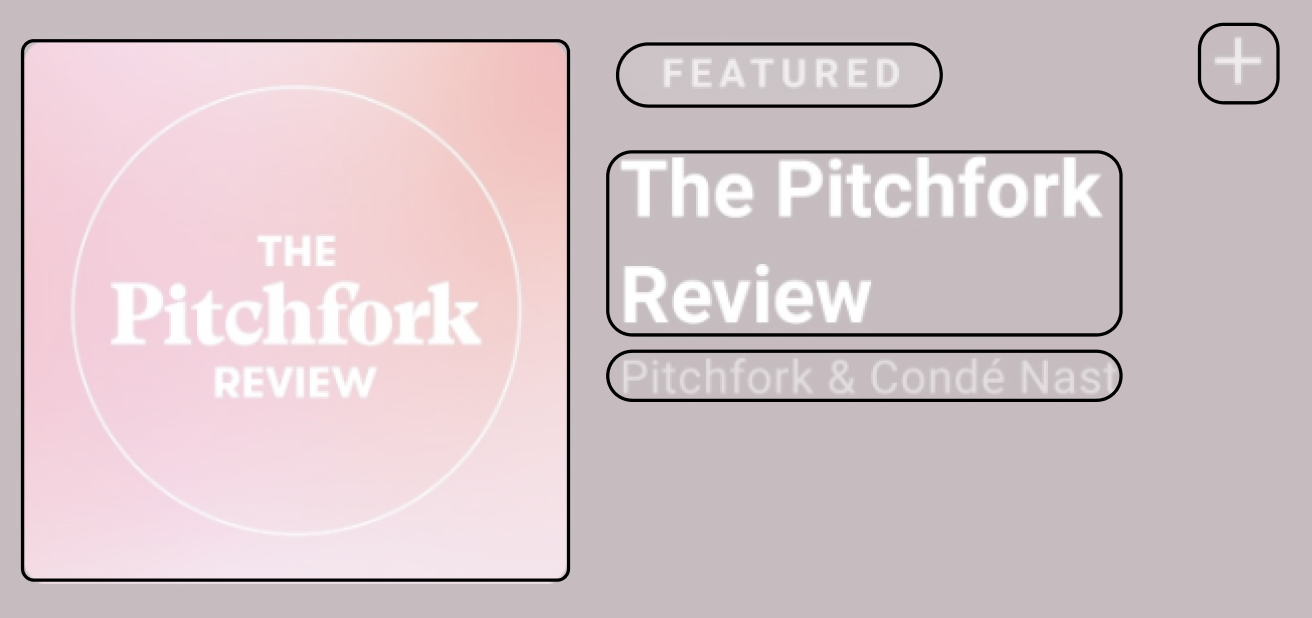 THE
Pitchfork
REVIEW
FEATURED
The Pitchfork
Review
Pitchfork & Condé Nast